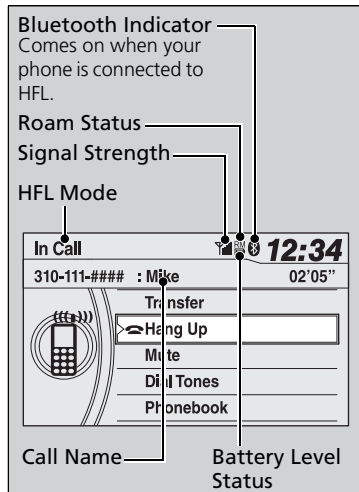 Bluetooth Indicator
Comes on when your
phone is connected to
HFL.
Roam Status
Signal Strength
HFL Mode
In Call RM 12:34
310-111-#### : Mike 02'05"
Transfer
Hang Up
Mute
Dial Tones
Phonebook
Call Name
Battery Level
Status